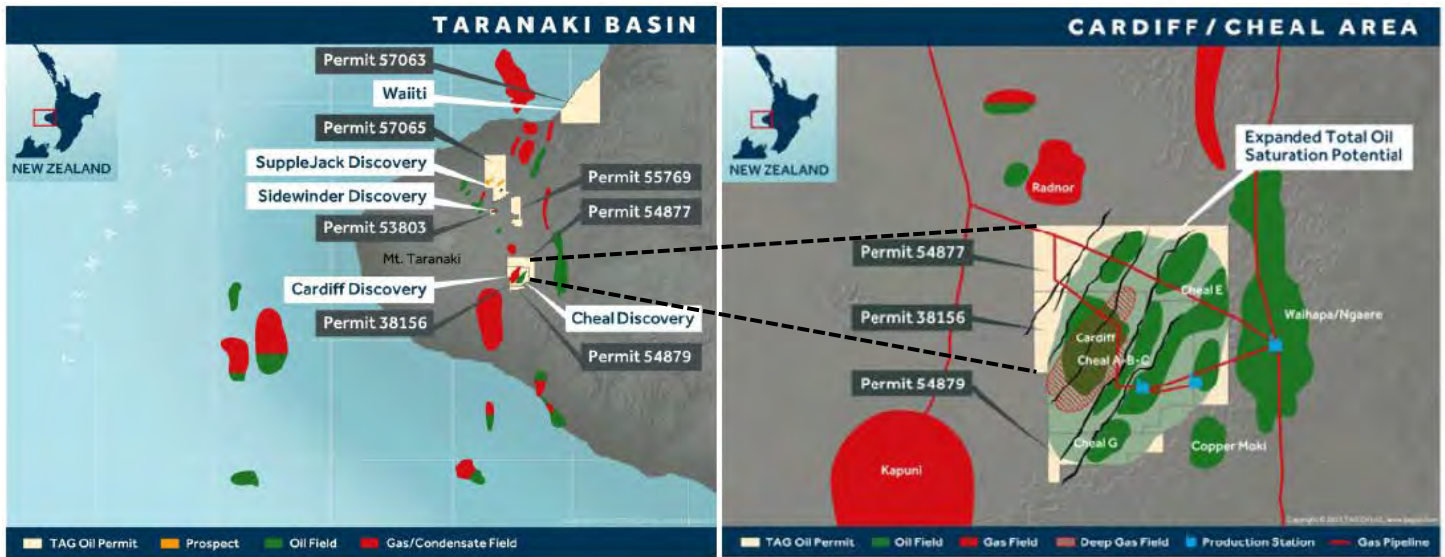 TARANAKI BASIN
NEW ZEALAND
Permit 57063
Waiiti
Permit 57065
SuppleJack Discovery
Sidewinder Discovery
Permit 53803
Permit 55769
Permit 54877
Mt. Taranaki
Cardiff Discovery
Permit 38156
Cheal Discovery
Permit 54879
TAG Oil Permit
Prospect
Oil Field
Gas/Condensate Field
CARDIFF/CHEAL AREA
NEW ZEALAND
Expanded Total Oil
Saturation Potential
Radnor
Permit 54877
Cheal E
Permit 38156
Waihapa/Ngaere
Cardiff
Cheal A-B-C
Permit 54879
Cheal G
Copper Moki
Kapuni
TAG Oil Permit
Oil Field
Gas Field
Deep Gas Field
Production Station
Gas Pipeline